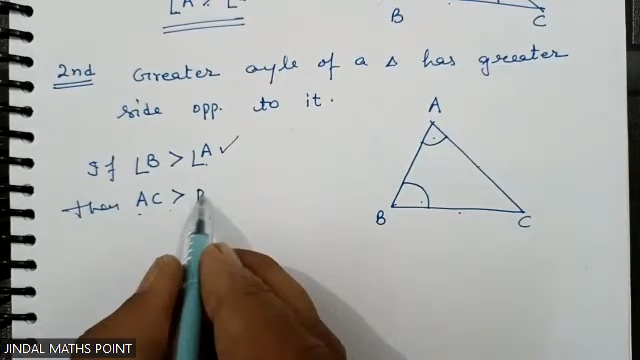 B
C
2nd Greater angle of a Δ has greater
side opp. to it.
A
If ∠B > ∠A ✓
Then AC > B
B
C
JINDAL MATHS POINT